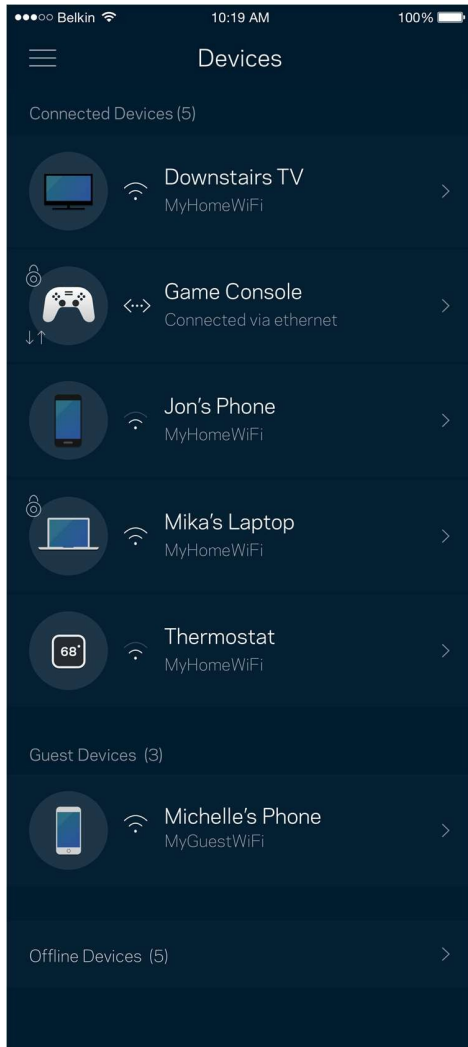 Belkin 10:19 AM 100%
Devices
Connected Devices (5)
Downstairs TV
MyHomeWiFi
Game Console
Connected via ethernet
Jon's Phone
MyHomeWiFi
Mika's Laptop
MyHomeWiFi
68°
Thermostat
MyHomeWiFi
Guest Devices (3)
Michelle's Phone
MyGuestWiFi
Offline Devices (5)